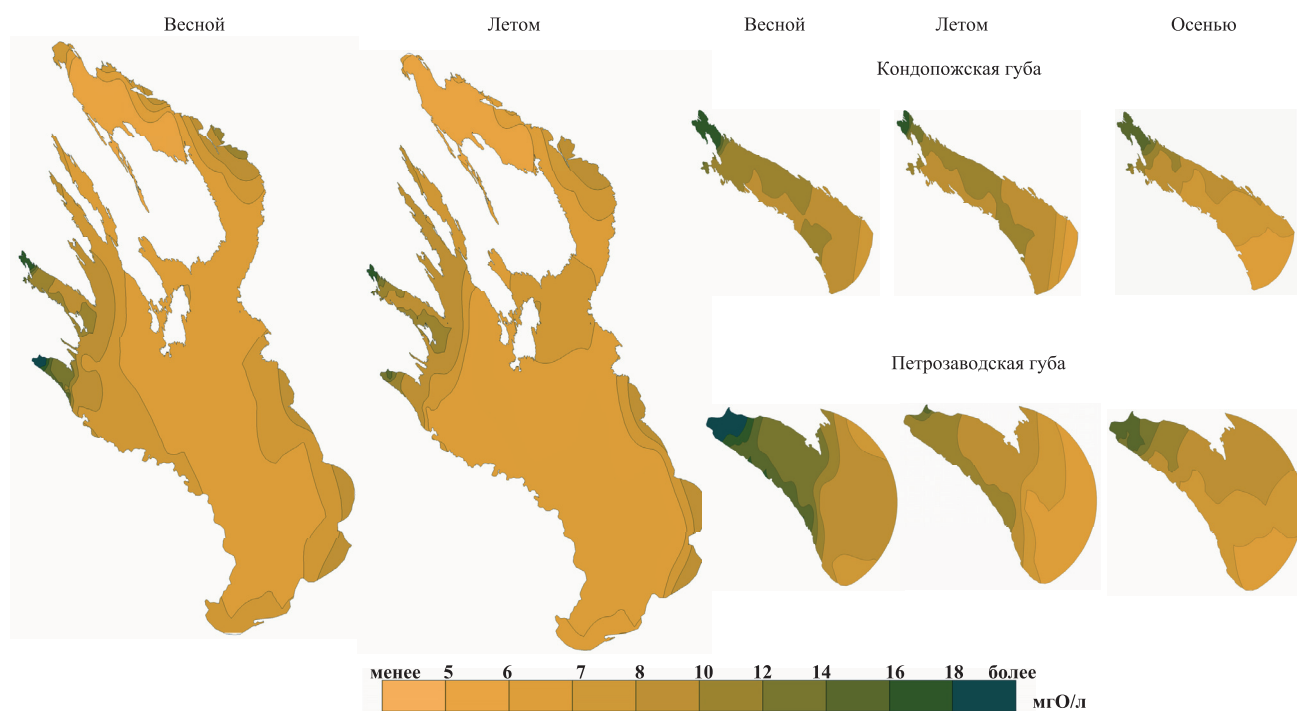 Весной
Летом
Весной
Летом
Осенью
Кондопожская губа
Петрозаводская губа
менее 5 6 7 8 10 12 14 16 18 более
мгО/л